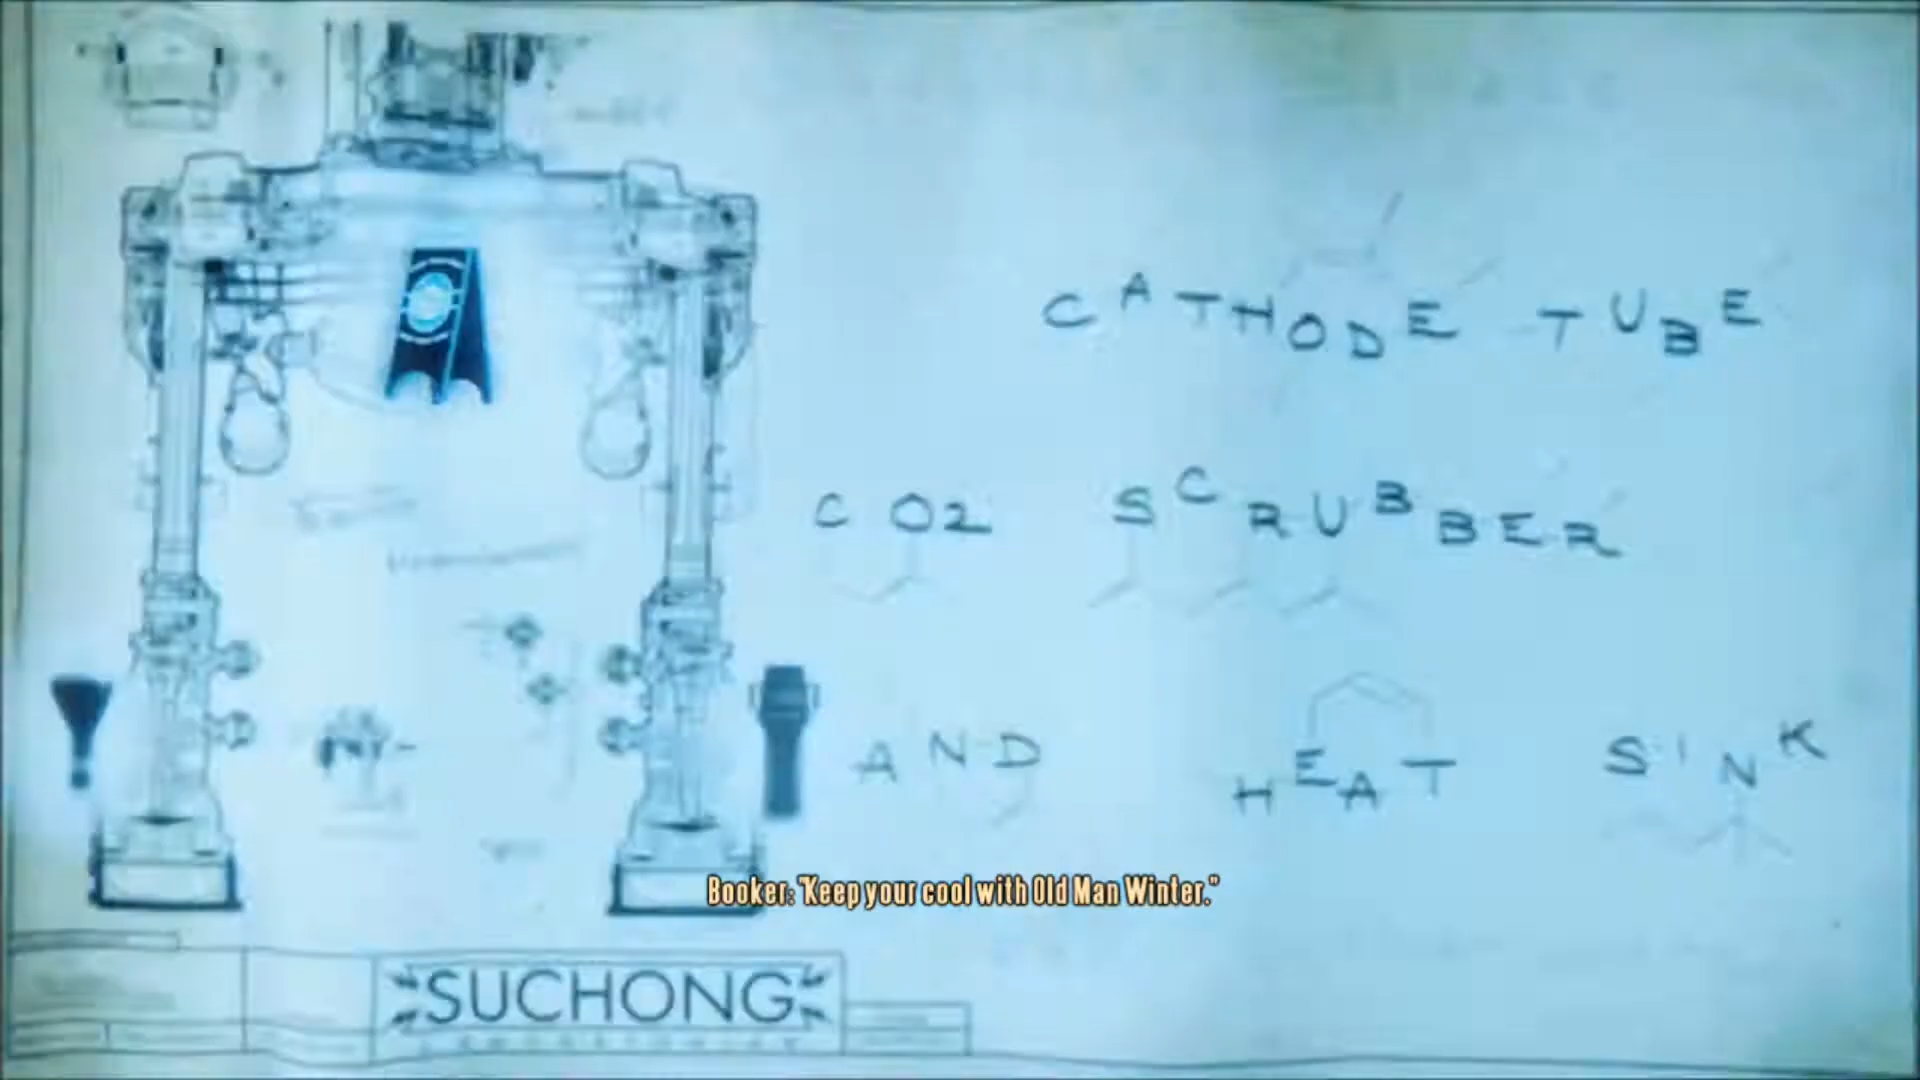 CATHODE TUBE
CO2 SCRUBBER
AND HEAT SINK
Booker: "Keep your cool with Old Man Winter."
SUCHONG